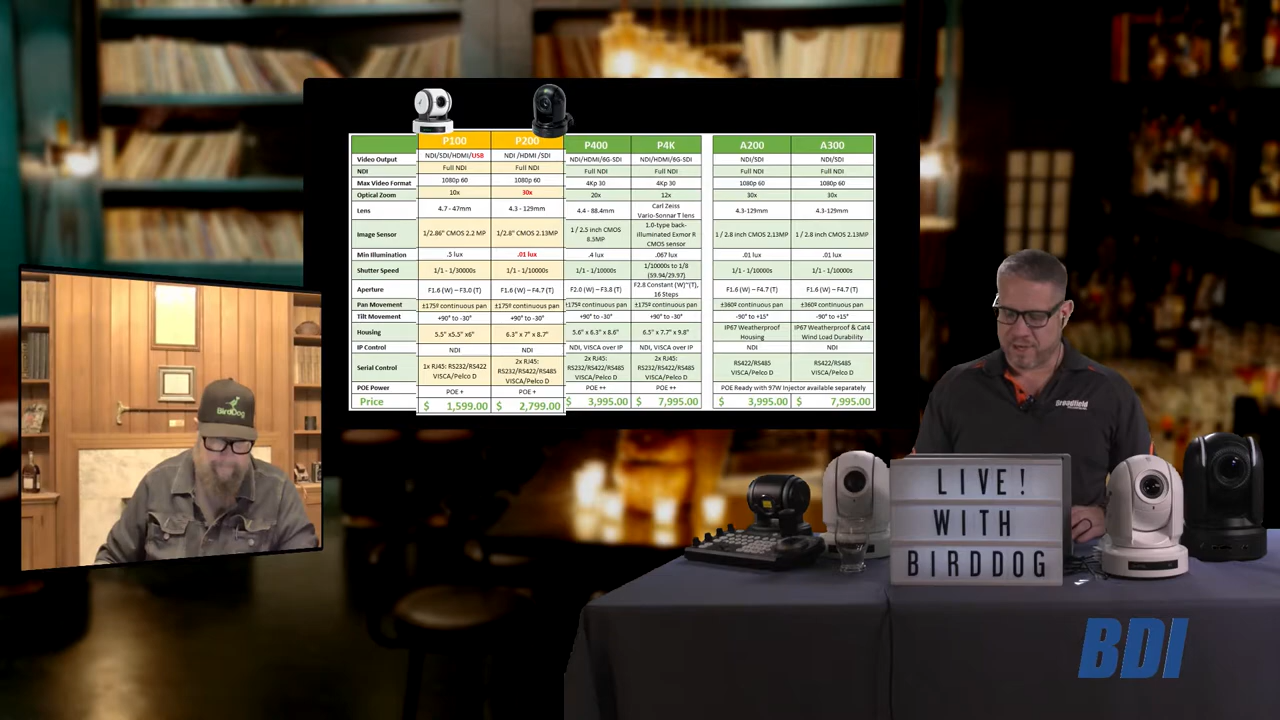 P100 P200 P400 P4K A200 A300
Video Output NDI/SDI/HDMI/USB NDI /HDMI /SDI NDI/HDMI/6G-SDI NDI/HDMI/6G-SDI NDI/SDI NDI/SDI
NDI Full NDI Full NDI Full NDI Full NDI Full NDI Full NDI
Max Video Format 1080p 60 1080p 60 4Kp 30 4Kp 30 1080p 60 1080p 60
Optical Zoom 10x 30x 20x 12x 30x 30x
Lens 4.7 - 47mm 4.3 - 129mm 4.4 - 88.4mm Carl Zeiss Vario-Sonnar T lens 4.3-129mm 4.3-129mm
Image Sensor 1/2.86" CMOS 2.2 MP 1/2.8" CMOS 2.13MP 1 / 2.5 inch CMOS 8.5MP 1.0-type back-illuminated Exmor R CMOS sensor 1 / 2.8 inch CMOS 2.13MP 1 / 2.8 inch CMOS 2.13MP
Min Illumination .5 lux .01 lux .4 lux .067 lux .01 lux .01 lux
Shutter Speed 1/1 - 1/30000s 1/1 - 1/10000s 1/1 - 1/10000s 1/10000s to 1/8 (59.94/29.97) 1/1 - 1/10000s 1/1 - 1/10000s
Aperture F1.6 (W) – F3.0 (T) F1.6 (W) – F4.7 (T) F2.0 (W) – F3.8 (T) F2.8 Constant (W)~(T), 16 Steps F1.6 (W) – F4.7 (T) F1.6 (W) – F4.7 (T)
Pan Movement ±175º continuous pan ±175º continuous pan ±175º continuous pan ±175º continuous pan ±360º continuous pan ±360º continuous pan
Tilt Movement +90° to -30° +90° to -30° +90° to -30° +90° to -30° -90° to +15° -90° to +15°
Housing 5.5" x5.5" x6" 6.3" x 7" x 8.7" 5.6" x 6.3" x 8.6" 6.5" x 7.7" x 9.8" IP67 Weatherproof Housing IP67 Weatherproof & Cat4 Wind Load Durability
IP Control NDI NDI NDI, VISCA over IP NDI, VISCA over IP NDI NDI
Serial Control 1x RJ45: RS232/RS422 VISCA/Pelco D 2x RJ45: RS232/RS422/RS485 VISCA/Pelco D 2x RJ45: RS232/RS422/RS485 VISCA/Pelco D 2x RJ45: RS232/RS422/RS485 VISCA/Pelco D RS422/RS485 VISCA/Pelco D RS422/RS485 VISCA/Pelco D
POE Power POE + POE + POE ++ POE ++ POE Ready with 97W Injector available separately
Price $ 1,599.00 $ 2,799.00 $ 3,995.00 $ 7,995.00 $ 3,995.00 $ 7,995.00
BirdDog
Broadfield
LIVE!
WITH
BIRDDOG
BDI